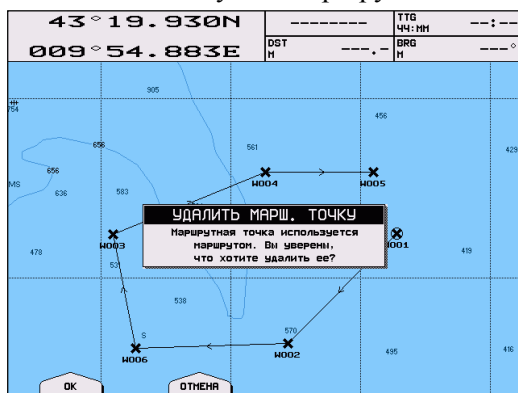 43°19.930N
--------
TTG
ЧЧ:ММ
--:--
009°54.883E
DST
М
---.-
BRG
М
---°
905
754
456
656
561
429
MS
636
583
W004
W005
УДАЛИТЬ МАРШ. ТОЧКУ
Маршрутная точка используется
маршрутом. Вы уверены,
что хотите удалить ее?
W003
W001
478
419
538
S
570
W006
W002
495
416
OK
ОТМЕНА